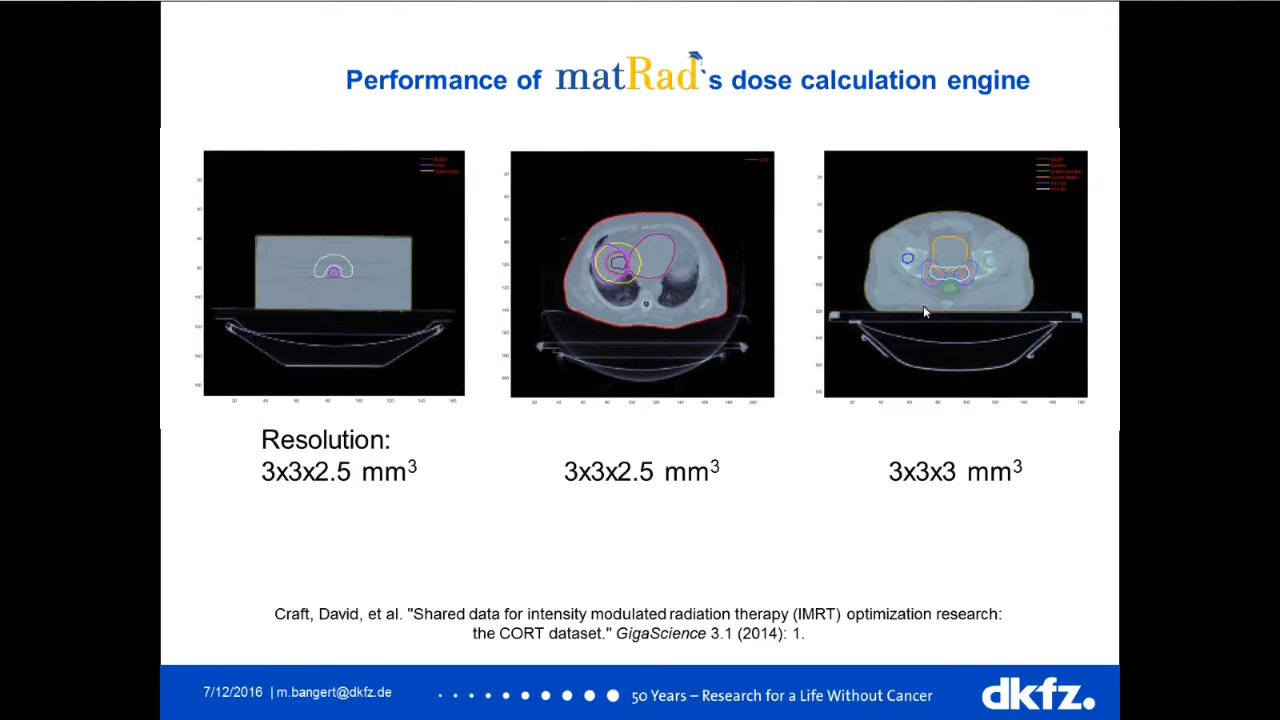 Performance of matRad`s dose calculation engine
Resolution:
3x3x2.5 mm³
3x3x2.5 mm³
3x3x3 mm³
Craft, David, et al. "Shared data for intensity modulated radiation therapy (IMRT) optimization research:
the CORT dataset." GigaScience 3.1 (2014): 1.
7/12/2016 | m.bangert@dkfz.de
50 Years – Research for a Life Without Cancer
dkfz.